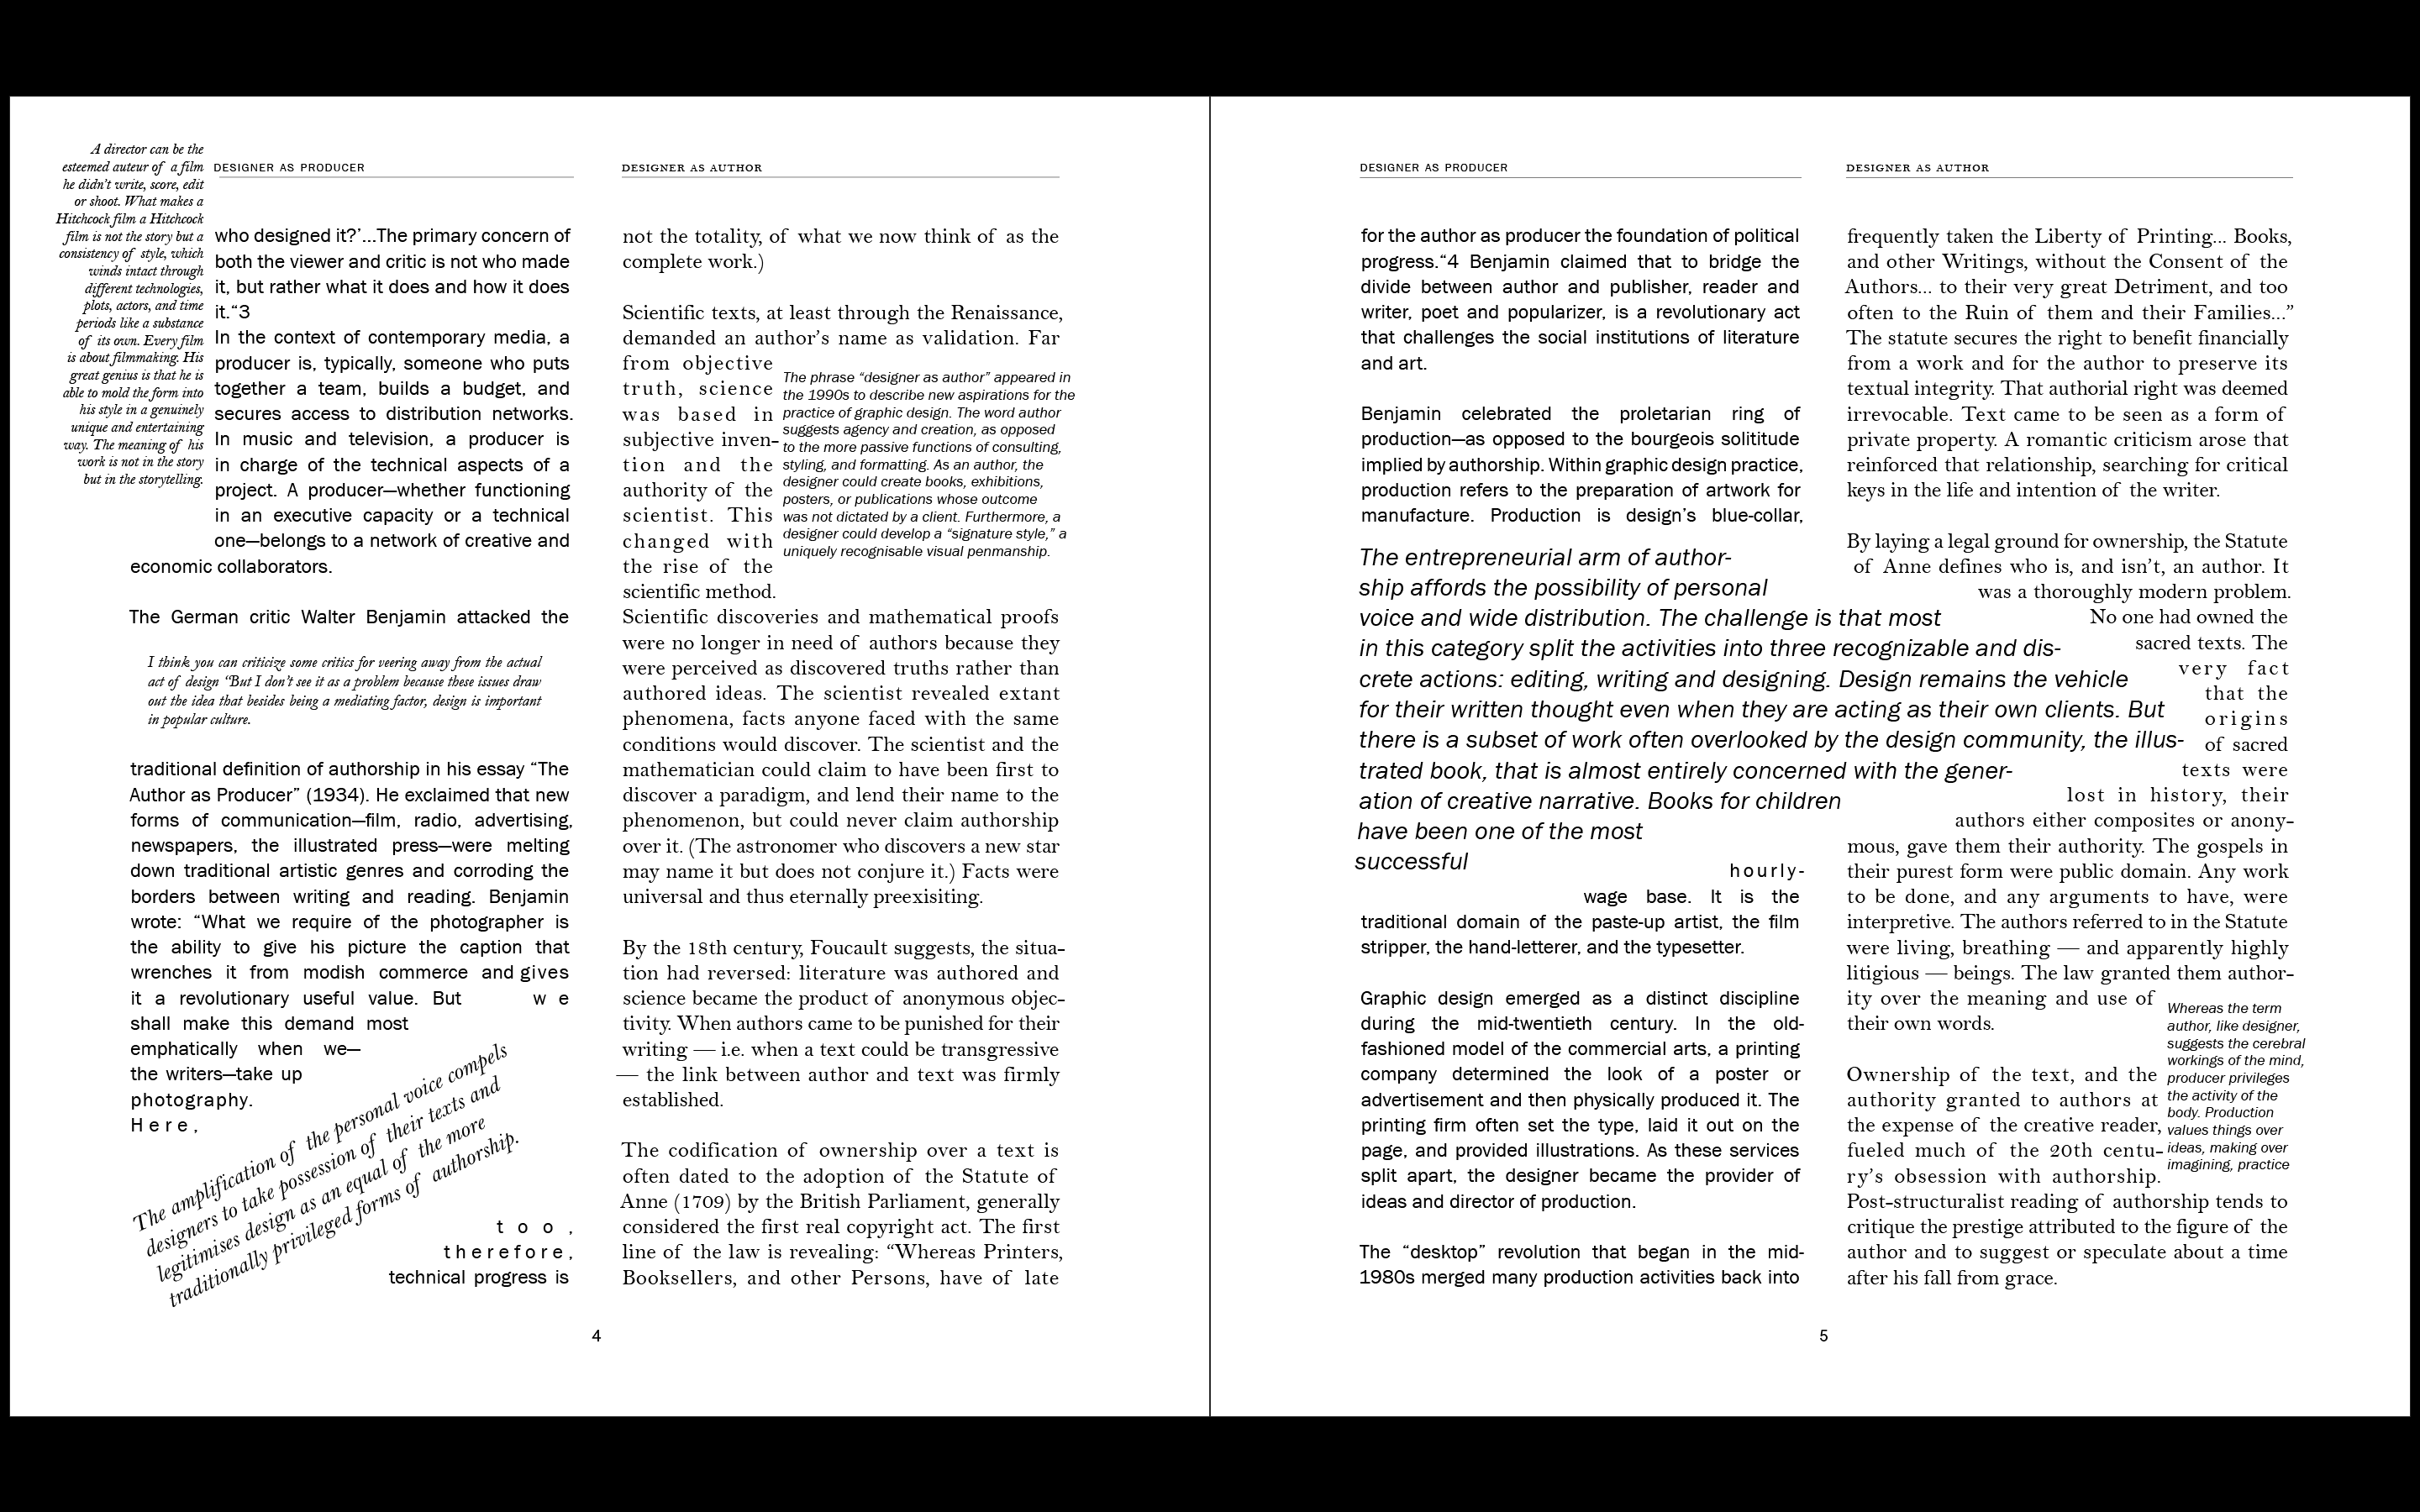 A director can be the
esteemed auteur of a film
he didn't write, score, edit
or shoot. What makes a
Hitchcock film a Hitchcock
film is not the story but a
consistency of style, which
winds intact through
different technologies,
plots, actors, and time
periods like a substance
of its own. Every film
is about filmmaking. His
great genius is that he is
able to mold the form into
his style in a genuinely
unique and entertaining
way. The meaning of his
work is not in the story
but in the storytelling.
DESIGNER AS PRODUCER
who designed it?’...The primary concern of
both the viewer and critic is not who made
it, but rather what it does and how it does
it.“3
In the context of contemporary media, a
producer is, typically, someone who puts
together a team, builds a budget, and
secures access to distribution networks.
In music and television, a producer is
in charge of the technical aspects of a
project. A producer—whether functioning
in an executive capacity or a technical
one—belongs to a network of creative and
economic collaborators.
The German critic Walter Benjamin attacked the
I think you can criticize some critics for veering away from the actual
act of design “But I don't see it as a problem because these issues draw
out the idea that besides being a mediating factor, design is important
in popular culture.
traditional definition of authorship in his essay “The
Author as Producer” (1934). He exclaimed that new
forms of communication—film, radio, advertising,
newspapers, the illustrated press—were melting
down traditional artistic genres and corroding the
borders between writing and reading. Benjamin
wrote: “What we require of the photographer is
the ability to give his picture the caption that
wrenches it from modish commerce and gives
it a revolutionary useful value. But we
shall make this demand most
emphatically when we—
the writers—take up
photography.
Here,
The amplification of the personal voice compels
designers to take possession of their texts and
legitimises design as an equal of the more
traditionally privileged forms of authorship.
too,
therefore,
technical progress is
DESIGNER AS AUTHOR
not the totality, of what we now think of as the
complete work.)
Scientific texts, at least through the Renaissance,
demanded an author’s name as validation. Far
from objective
truth, science
was based in
subjective inven-
tion and the
authority of the
scientist. This
changed with
the rise of the
scientific method.
The phrase “designer as author” appeared in
the 1990s to describe new aspirations for the
practice of graphic design. The word author
suggests agency and creation, as opposed
to the more passive functions of consulting,
styling, and formatting. As an author, the
designer could create books, exhibitions,
posters, or publications whose outcome
was not dictated by a client. Furthermore, a
designer could develop a “signature style,” a
uniquely recognisable visual penmanship.
Scientific discoveries and mathematical proofs
were no longer in need of authors because they
were perceived as discovered truths rather than
authored ideas. The scientist revealed extant
phenomena, facts anyone faced with the same
conditions would discover. The scientist and the
mathematician could claim to have been first to
discover a paradigm, and lend their name to the
phenomenon, but could never claim authorship
over it. (The astronomer who discovers a new star
may name it but does not conjure it.) Facts were
universal and thus eternally preexisiting.
By the 18th century, Foucault suggests, the situa-
tion had reversed: literature was authored and
science became the product of anonymous objec-
tivity. When authors came to be punished for their
writing — i.e. when a text could be transgressive
— the link between author and text was firmly
established.
The codification of ownership over a text is
often dated to the adoption of the Statute of
Anne (1709) by the British Parliament, generally
considered the first real copyright act. The first
line of the law is revealing: “Whereas Printers,
Booksellers, and other Persons, have of late
4
DESIGNER AS PRODUCER
for the author as producer the foundation of political
progress.“4 Benjamin claimed that to bridge the
divide between author and publisher, reader and
writer, poet and popularizer, is a revolutionary act
that challenges the social institutions of literature
and art.
Benjamin celebrated the proletarian ring of
production—as opposed to the bourgeois solititude
implied by authorship. Within graphic design practice,
production refers to the preparation of artwork for
manufacture. Production is design’s blue-collar,
The entrepreneurial arm of author-
ship affords the possibility of personal
voice and wide distribution. The challenge is that most
in this category split the activities into three recognizable and dis-
crete actions: editing, writing and designing. Design remains the vehicle
for their written thought even when they are acting as their own clients. But
there is a subset of work often overlooked by the design community, the illus-
trated book, that is almost entirely concerned with the gener-
ation of creative narrative. Books for children
have been one of the most
successful
hourly-
wage base. It is the
traditional domain of the paste-up artist, the film
stripper, the hand-letterer, and the typesetter.
Graphic design emerged as a distinct discipline
during the mid-twentieth century. In the old-
fashioned model of the commercial arts, a printing
company determined the look of a poster or
advertisement and then physically produced it. The
printing firm often set the type, laid it out on the
page, and provided illustrations. As these services
split apart, the designer became the provider of
ideas and director of production.
The “desktop” revolution that began in the mid-
1980s merged many production activities back into
DESIGNER AS AUTHOR
frequently taken the Liberty of Printing... Books,
and other Writings, without the Consent of the
Authors... to their very great Detriment, and too
often to the Ruin of them and their Families...”
The statute secures the right to benefit financially
from a work and for the author to preserve its
textual integrity. That authorial right was deemed
irrevocable. Text came to be seen as a form of
private property. A romantic criticism arose that
reinforced that relationship, searching for critical
keys in the life and intention of the writer.
By laying a legal ground for ownership, the Statute
of Anne defines who is, and isn’t, an author. It
was a thoroughly modern problem.
No one had owned the
sacred texts. The
very fact
that the
origins
of sacred
texts were
lost in history, their
authors either composites or anony-
mous, gave them their authority. The gospels in
their purest form were public domain. Any work
to be done, and any arguments to have, were
interpretive. The authors referred to in the Statute
were living, breathing — and apparently highly
litigious — beings. The law granted them author-
ity over the meaning and use of
their own words.
Ownership of the text, and the
authority granted to authors at
the expense of the creative reader,
fueled much of the 20th centu-
ry’s obsession with authorship.
Whereas the term
author, like designer,
suggests the cerebral
workings of the mind,
producer privileges
the activity of the
body. Production
values things over
ideas, making over
imagining, practice
Post-structuralist reading of authorship tends to
critique the prestige attributed to the figure of the
author and to suggest or speculate about a time
after his fall from grace.
5